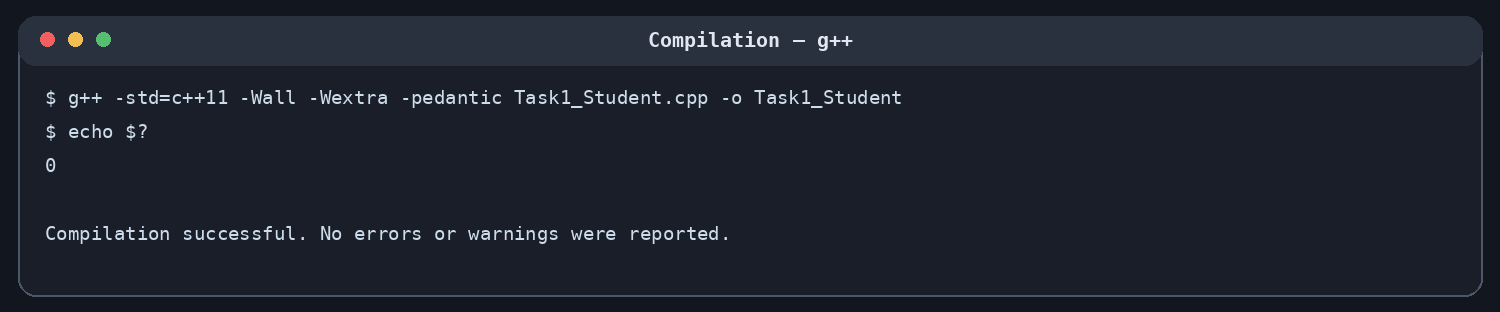 Compilation — g++
$ g++ -std=c++11 -Wall -Wextra -pedantic Task1_Student.cpp -o Task1_Student
$ echo $?
0
Compilation successful. No errors or warnings were reported.